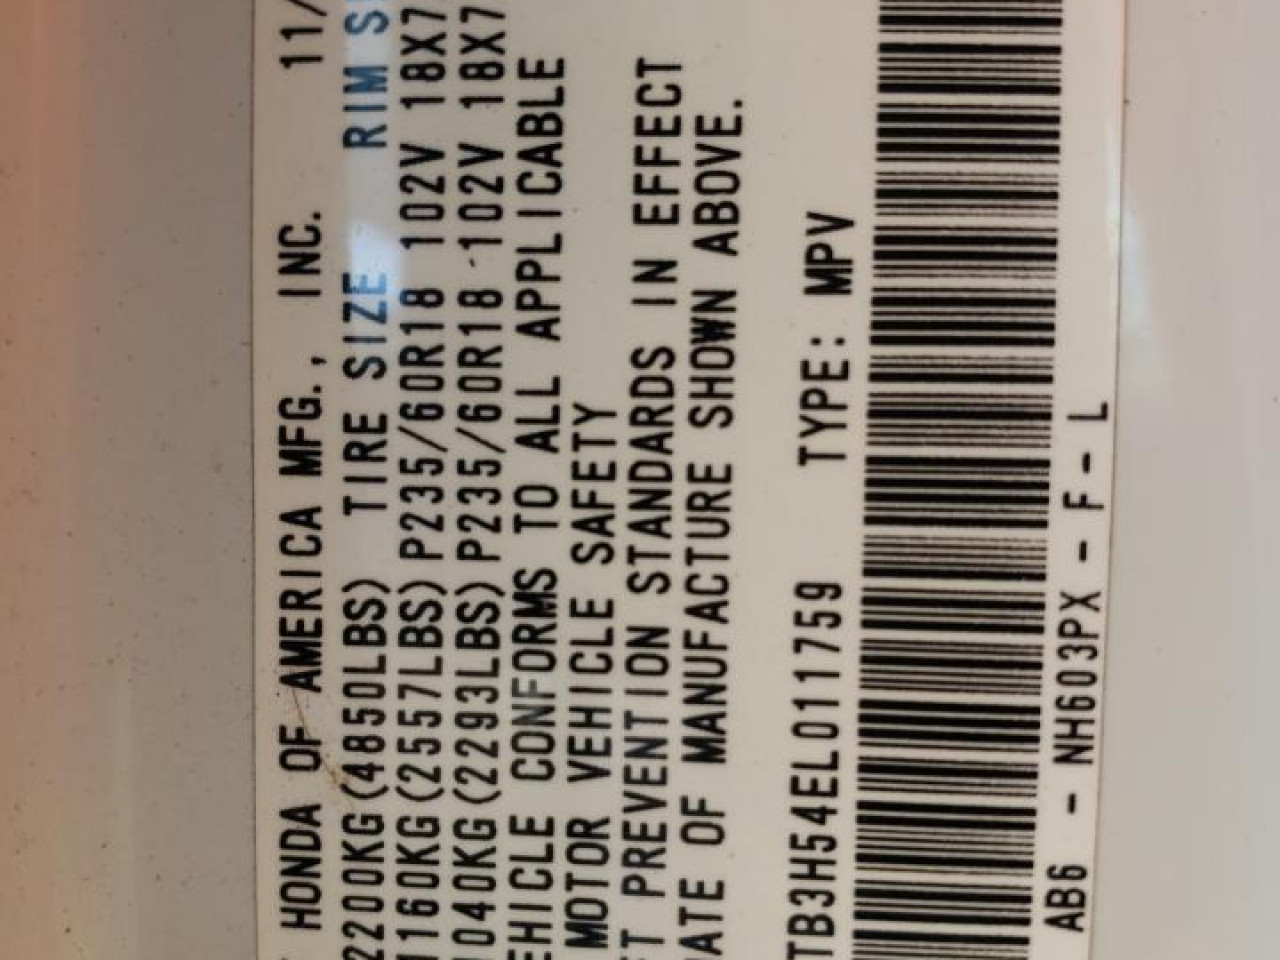 HONDA OF AMERICA MFG., INC. 11/
2200KG(4850LBS) TIRE SIZE RIM S
1160KG(2557LBS) P235/60R18 102V 18X7
040KG(2293LBS) P235/60R18 102V 18X7
EHICLE CONFORMS TO ALL APPLICABLE
MOTOR VEHICLE SAFETY
T PREVENTION STANDARDS IN EFFECT
ATE OF MANUFACTURE SHOWN ABOVE.
TB3H54EL011759 TYPE: MPV
AB6 - NH603PX - F - L